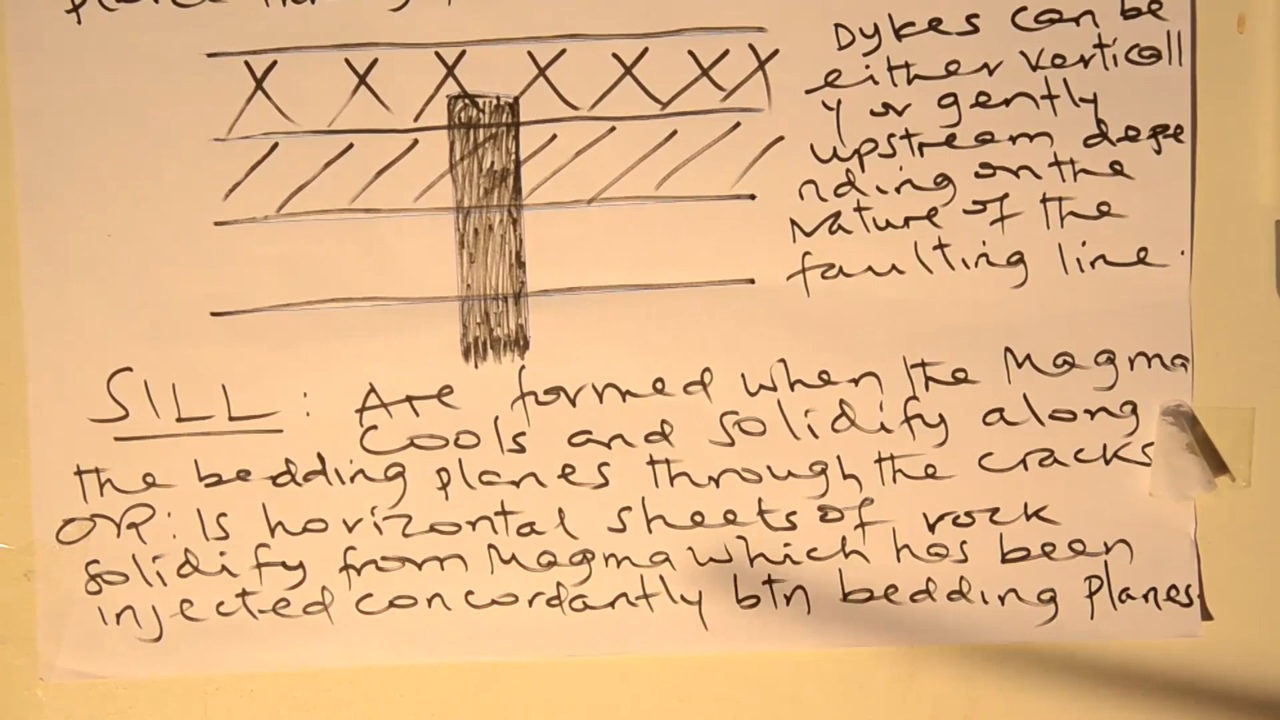 Dykes can be
either verticall
y or gently
upstream depe
nding on the
Nature of the
faulting line.
SILL: Are formed when the Magma
cools and solidify along
the bedding planes through the cracks
OR: Is horizontal sheets of rock
solidify from Magma which has been
injected concordantly btn bedding planes